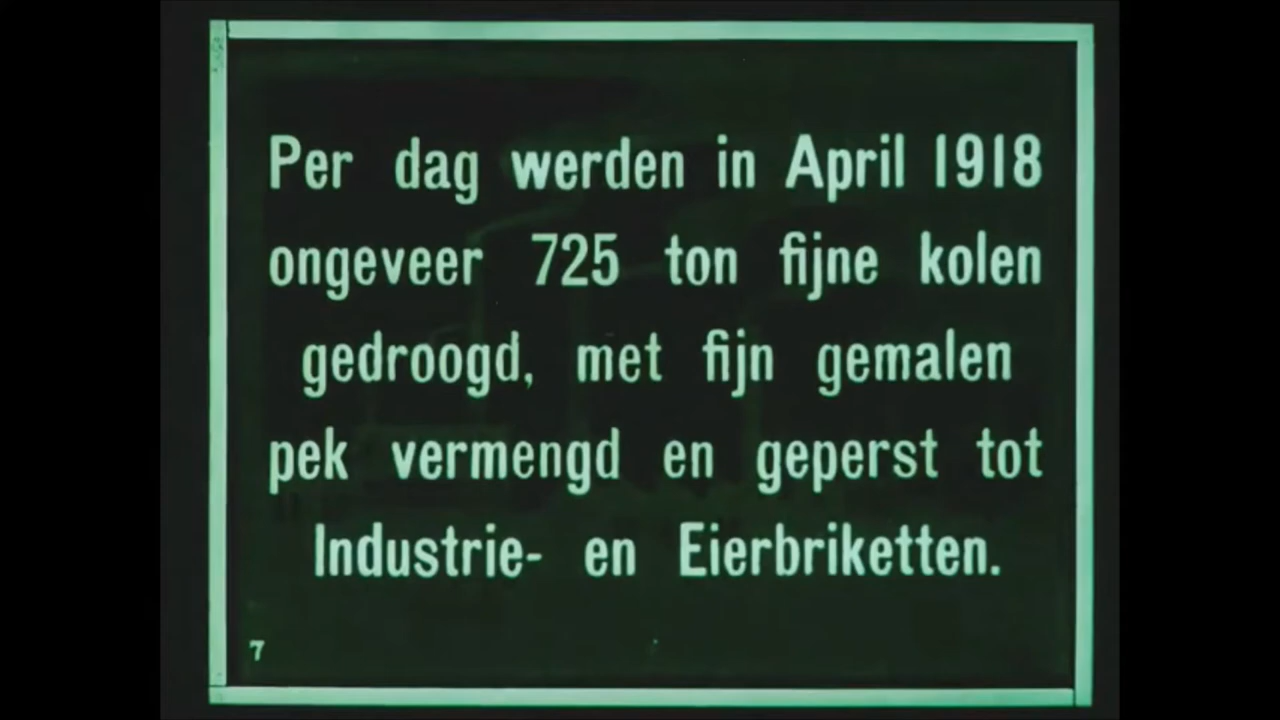 Per dag werden in April 1918
ongeveer 725 ton fijne kolen
gedroogd, met fijn gemalen
pek vermengd en geperst tot
Industrie- en Eierbriketten.
7